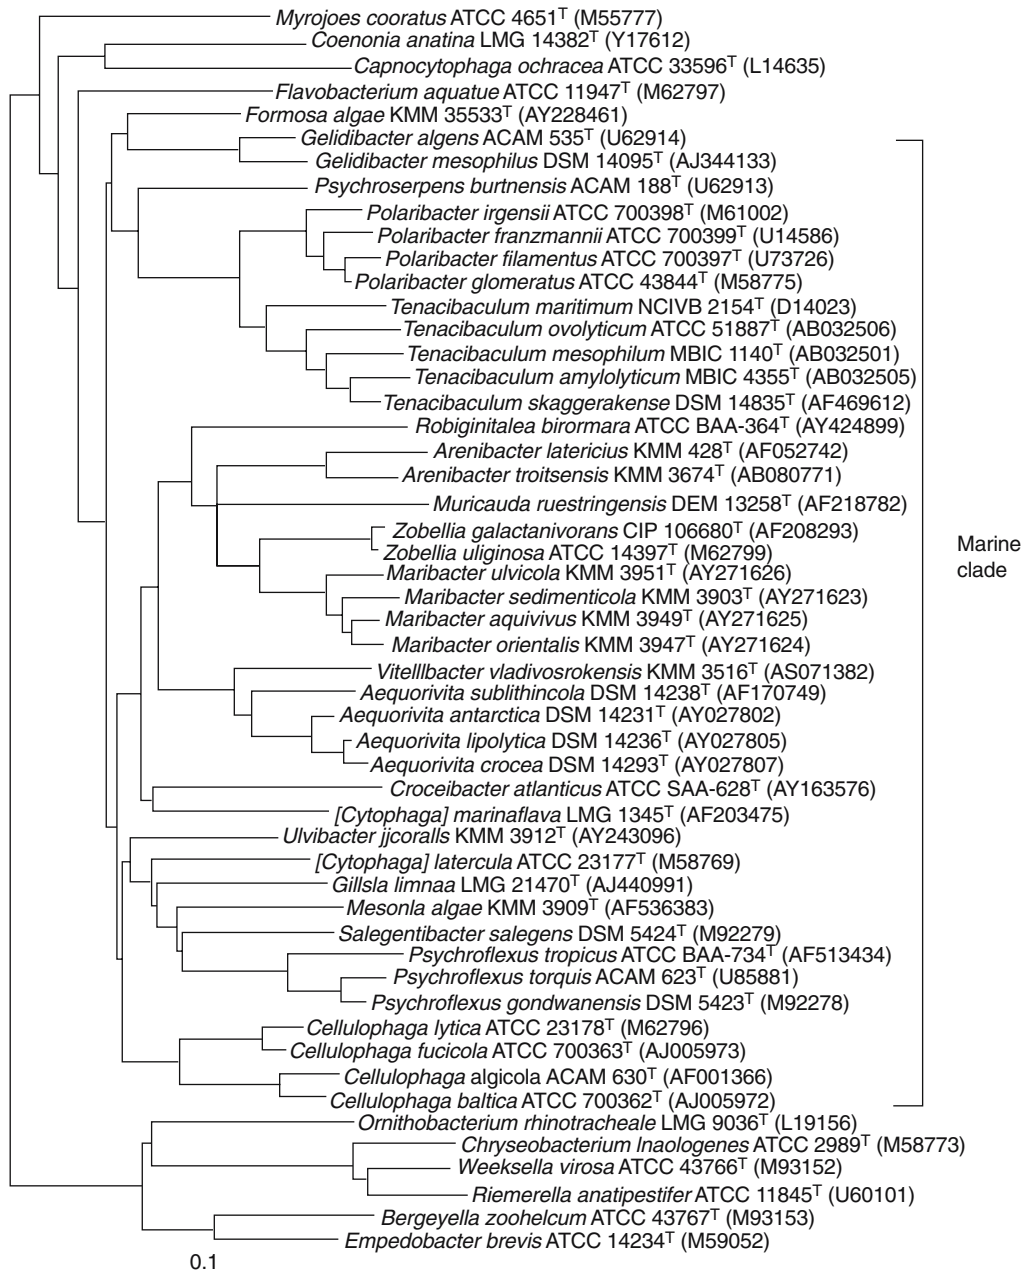 Myrojoes cooratus ATCC 4651T (M55777)
Coenonia anatina LMG 14382T (Y17612)
Capnocytophaga ochracea ATCC 33596T (L14635)
Flavobacterium aquatue ATCC 11947T (M62797)
Formosa algae KMM 35533T (AY228461)
Gelidibacter algens ACAM 535T (U62914)
Gelidibacter mesophilus DSM 14095T (AJ344133)
Psychroserpens burtnensis ACAM 188T (U62913)
Polaribacter irgensii ATCC 700398T (M61002)
Polaribacter franzmannii ATCC 700399T (U14586)
Polaribacter filamentus ATCC 700397T (U73726)
Polaribacter glomeratus ATCC 43844T (M58775)
Tenacibaculum maritimum NCIVB 2154T (D14023)
Tenacibaculum ovolyticum ATCC 51887T (AB032506)
Tenacibaculum mesophilum MBIC 1140T (AB032501)
Tenacibaculum amylolyticum MBIC 4355T (AB032505)
Tenacibaculum skaggerakense DSM 14835T (AF469612)
Robiginitalea birormara ATCC BAA-364T (AY424899)
Arenibacter latericius KMM 428T (AF052742)
Arenibacter troitsensis KMM 3674T (AB080771)
Muricauda ruestringensis DEM 13258T (AF218782)
Zobellia galactanivorans CIP 106680T (AF208293)
Zobellia uliginosa ATCC 14397T (M62799)
Marine
clade
Maribacter ulvicola KMM 3951T (AY271626)
Maribacter sedimenticola KMM 3903T (AY271623)
Maribacter aquivivus KMM 3949T (AY271625)
Maribacter orientalis KMM 3947T (AY271624)
Vitelllbacter vladivosrokensis KMM 3516T (AS071382)
Aequorivita sublithincola DSM 14238T (AF170749)
Aequorivita antarctica DSM 14231T (AY027802)
Aequorivita lipolytica DSM 14236T (AY027805)
Aequorivita crocea DSM 14293T (AY027807)
Croceibacter atlanticus ATCC SAA-628T (AY163576)
[Cytophaga] marinaflava LMG 1345T (AF203475)
Ulvibacter jjcoralls KMM 3912T (AY243096)
[Cytophaga] latercula ATCC 23177T (M58769)
Gillsla limnaa LMG 21470T (AJ440991)
Mesonla algae KMM 3909T (AF536383)
Salegentibacter salegens DSM 5424T (M92279)
Psychroflexus tropicus ATCC BAA-734T (AF513434)
Psychroflexus torquis ACAM 623T (U85881)
Psychroflexus gondwanensis DSM 5423T (M92278)
Cellulophaga lytica ATCC 23178T (M62796)
Cellulophaga fucicola ATCC 700363T (AJ005973)
Cellulophaga algicola ACAM 630T (AF001366)
Cellulophaga baltica ATCC 700362T (AJ005972)
Ornithobacterium rhinotracheale LMG 9036T (L19156)
Chryseobacterium lnaologenes ATCC 2989T (M58773)
Weeksella virosa ATCC 43766T (M93152)
Riemerella anatipestifer ATCC 11845T (U60101)
Bergeyella zoohelcum ATCC 43767T (M93153)
Empedobacter brevis ATCC 14234T (M59052)
0.1